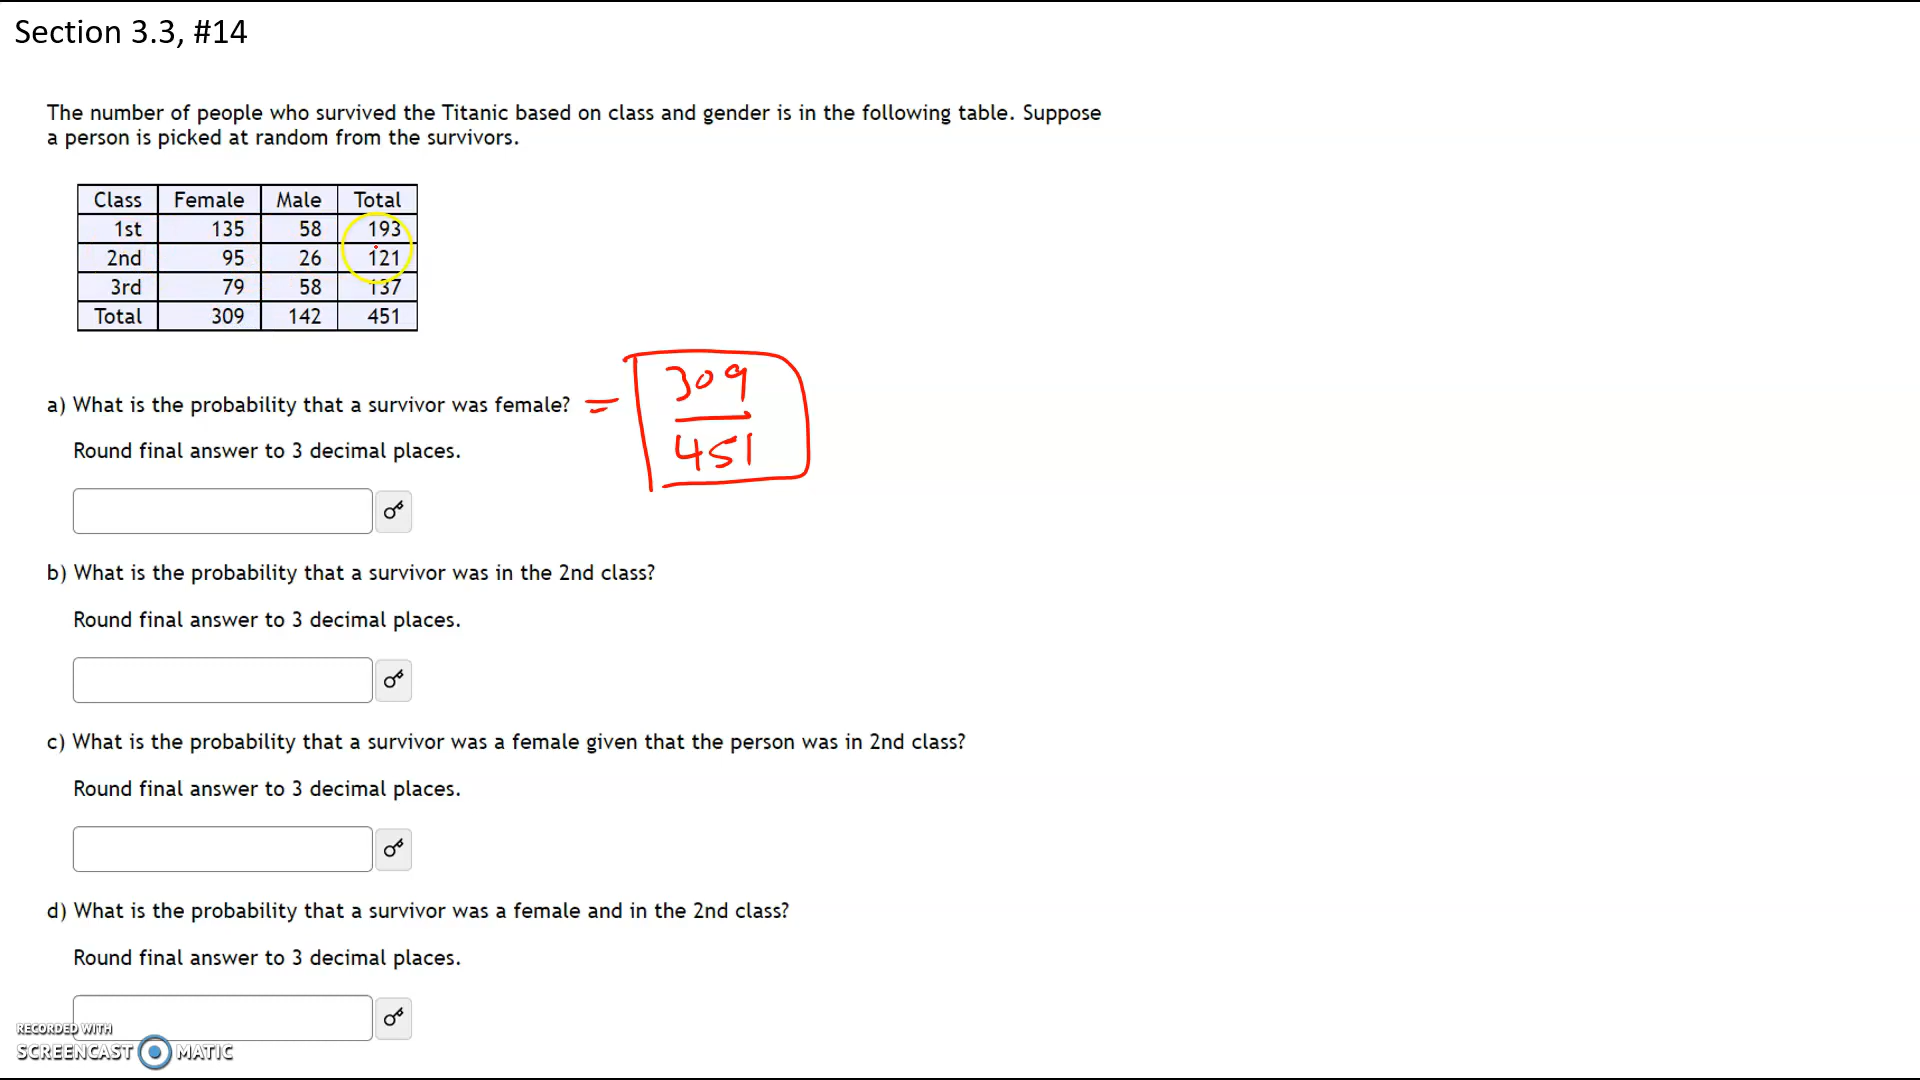 Section 3.3, #14
The number of people who survived the Titanic based on class and gender is in the following table. Suppose
a person is picked at random from the survivors.
Class Female Male Total
1st 135 58 193
2nd 95 26 121
3rd 79 58 137
Total 309 142 451
a) What is the probability that a survivor was female? = 309
451
Round final answer to 3 decimal places.
b) What is the probability that a survivor was in the 2nd class?
Round final answer to 3 decimal places.
c) What is the probability that a survivor was a female given that the person was in 2nd class?
Round final answer to 3 decimal places.
d) What is the probability that a survivor was a female and in the 2nd class?
Round final answer to 3 decimal places.
RECORDED WITH
SCREENCAST MATIC